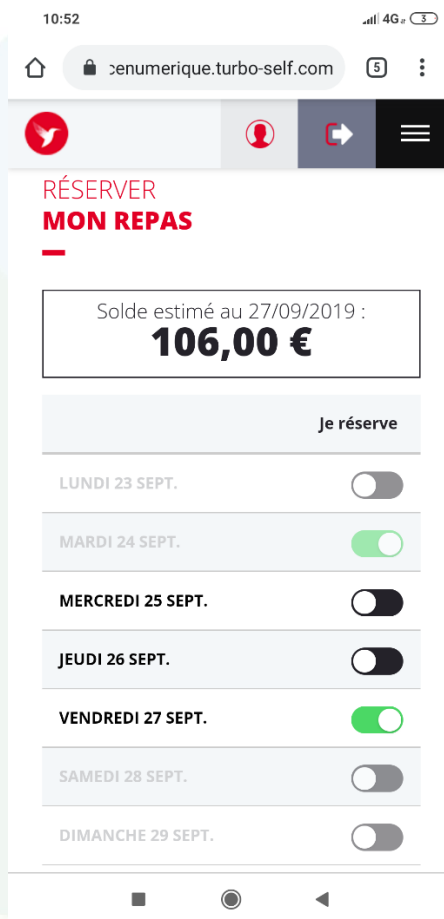 10:52
4G
3
cenumerique.turbo-self.com
5
RÉSERVER
MON REPAS
Solde estimé au 27/09/2019 :
106,00 €
Je réserve
LUNDI 23 SEPT.
MARDI 24 SEPT.
MERCREDI 25 SEPT.
JEUDI 26 SEPT.
VENDREDI 27 SEPT.
SAMEDI 28 SEPT.
DIMANCHE 29 SEPT.